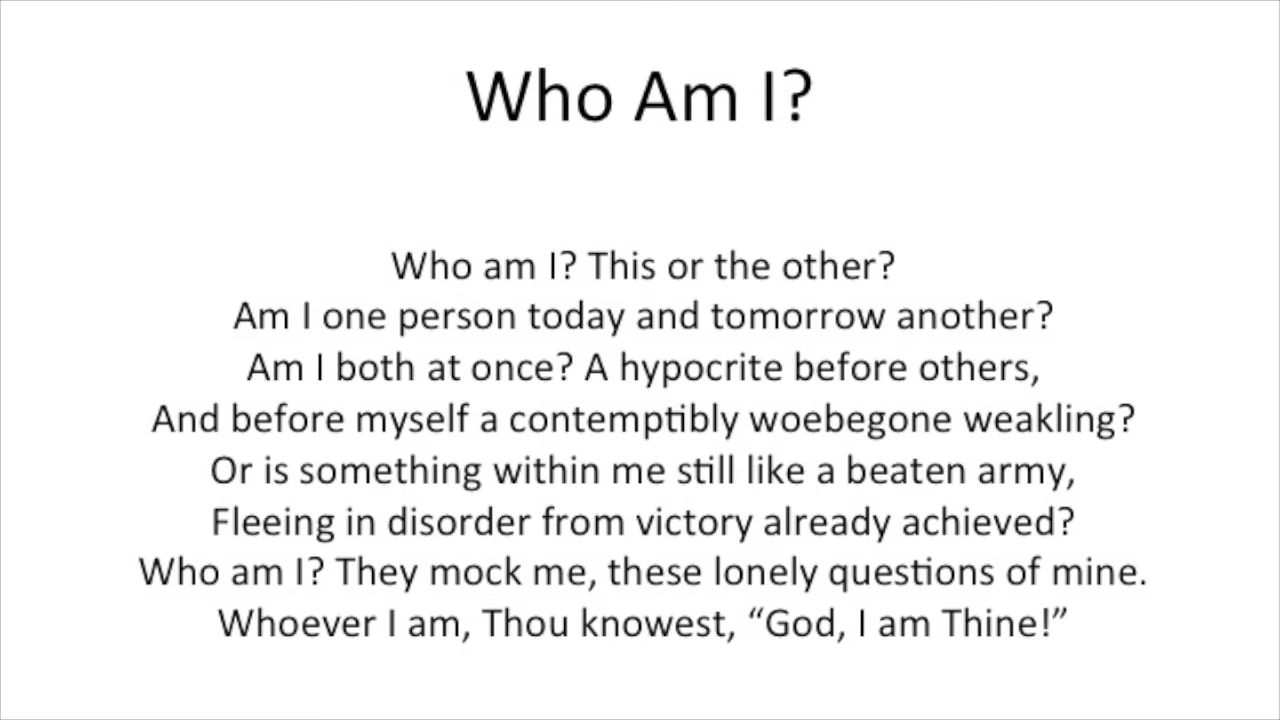 Who Am I?
Who am I? This or the other?
Am I one person today and tomorrow another?
Am I both at once? A hypocrite before others,
And before myself a contemptibly woebegone weakling?
Or is something within me still like a beaten army,
Fleeing in disorder from victory already achieved?
Who am I? They mock me, these lonely questions of mine.
Whoever I am, Thou knowest, “God, I am Thine!”